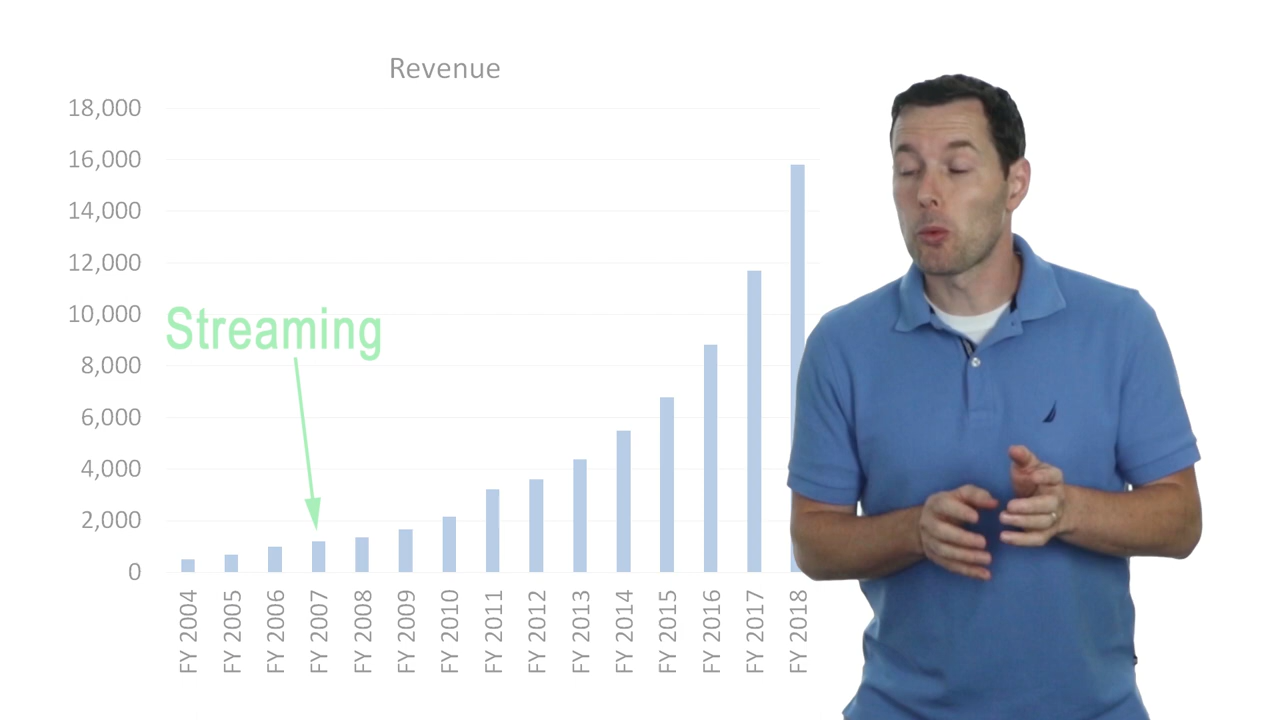 Revenue
18,000
16,000
14,000
12,000
10,000
8,000
6,000
4,000
2,000
0
Streaming
FY 2004
FY 2005
FY 2006
FY 2007
FY 2008
FY 2009
FY 2010
FY 2011
FY 2012
FY 2013
FY 2014
FY 2015
FY 2016
FY 2017
FY 2018